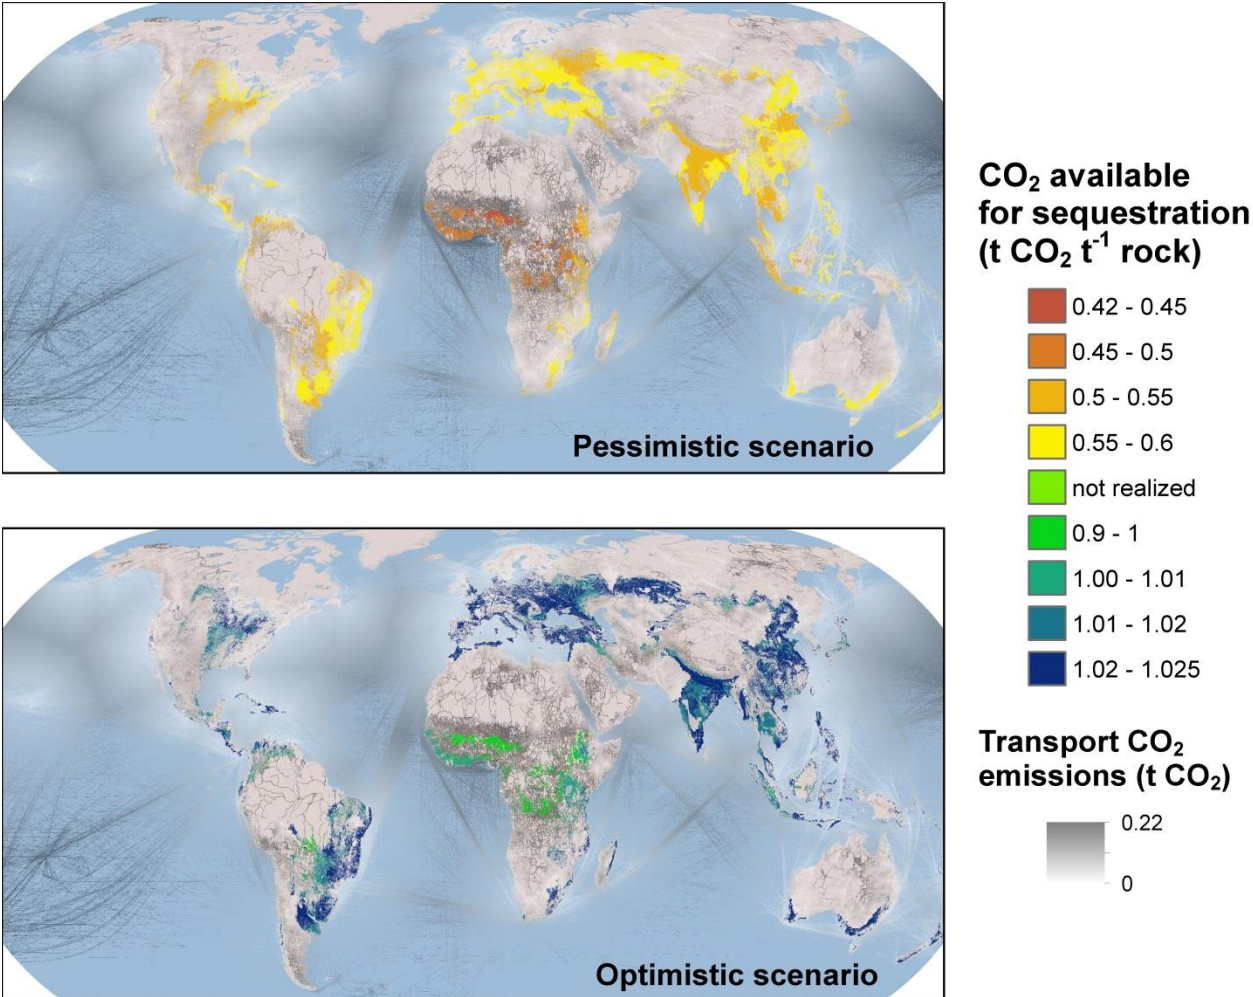 Pessimistic scenario
Optimistic scenario
CO₂ available
for sequestration
(t CO₂ t⁻¹ rock)
0.42 - 0.45
0.45 - 0.5
0.5 - 0.55
0.55 - 0.6
not realized
0.9 - 1
1.00 - 1.01
1.01 - 1.02
1.02 - 1.025
Transport CO₂
emissions (t CO₂)
0.22
0